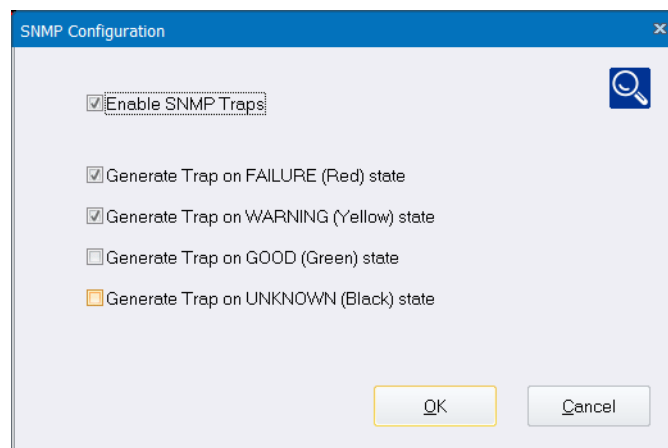 SNMP Configuration
Enable SNMP Traps
Generate Trap on FAILURE (Red) state
Generate Trap on WARNING (Yellow) state
Generate Trap on GOOD (Green) state
Generate Trap on UNKNOWN (Black) state
OK Cancel